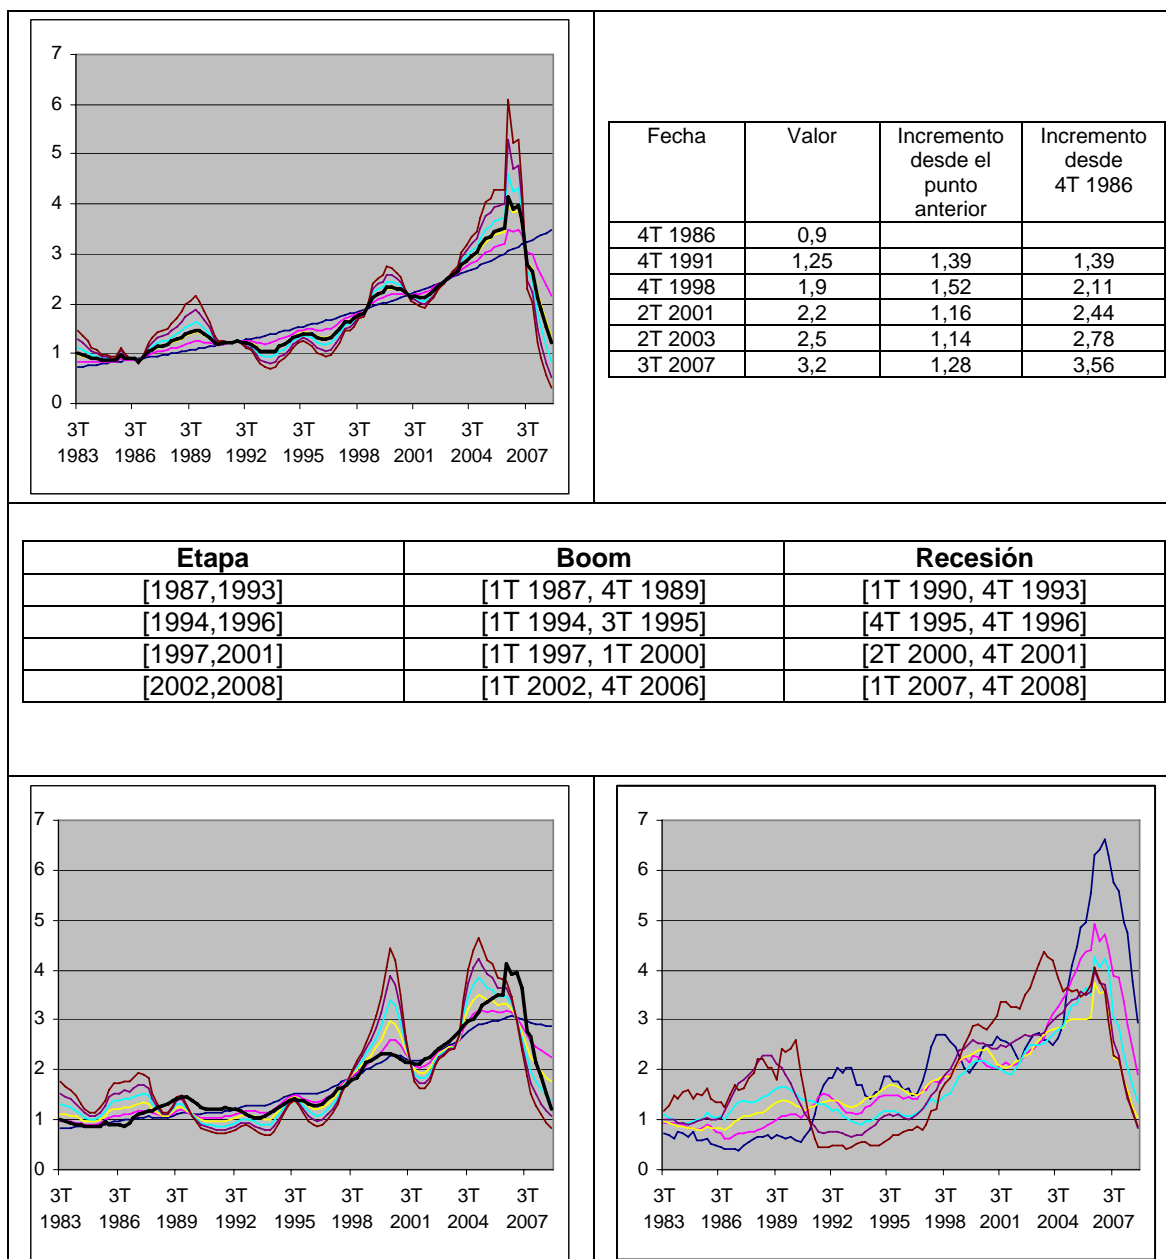 7
6
5
4
3
2
1
0
3T 3T 3T 3T 3T 3T 3T 3T 3T
1983 1986 1989 1992 1995 1998 2001 2004 2007
Fecha Valor Incremento desde el punto anterior Incremento desde 4T 1986
4T 1986 0,9
4T 1991 1,25 1,39 1,39
4T 1998 1,9 1,52 2,11
2T 2001 2,2 1,16 2,44
2T 2003 2,5 1,14 2,78
3T 2007 3,2 1,28 3,56
Etapa Boom Recesión
[1987,1993] [1T 1987, 4T 1989] [1T 1990, 4T 1993]
[1994,1996] [1T 1994, 3T 1995] [4T 1995, 4T 1996]
[1997,2001] [1T 1997, 1T 2000] [2T 2000, 4T 2001]
[2002,2008] [1T 2002, 4T 2006] [1T 2007, 4T 2008]
7
6
5
4
3
2
1
0
3T 3T 3T 3T 3T 3T 3T 3T 3T
1983 1986 1989 1992 1995 1998 2001 2004 2007
7
6
5
4
3
2
1
0
3T 3T 3T 3T 3T 3T 3T 3T 3T
1983 1986 1989 1992 1995 1998 2001 2004 2007